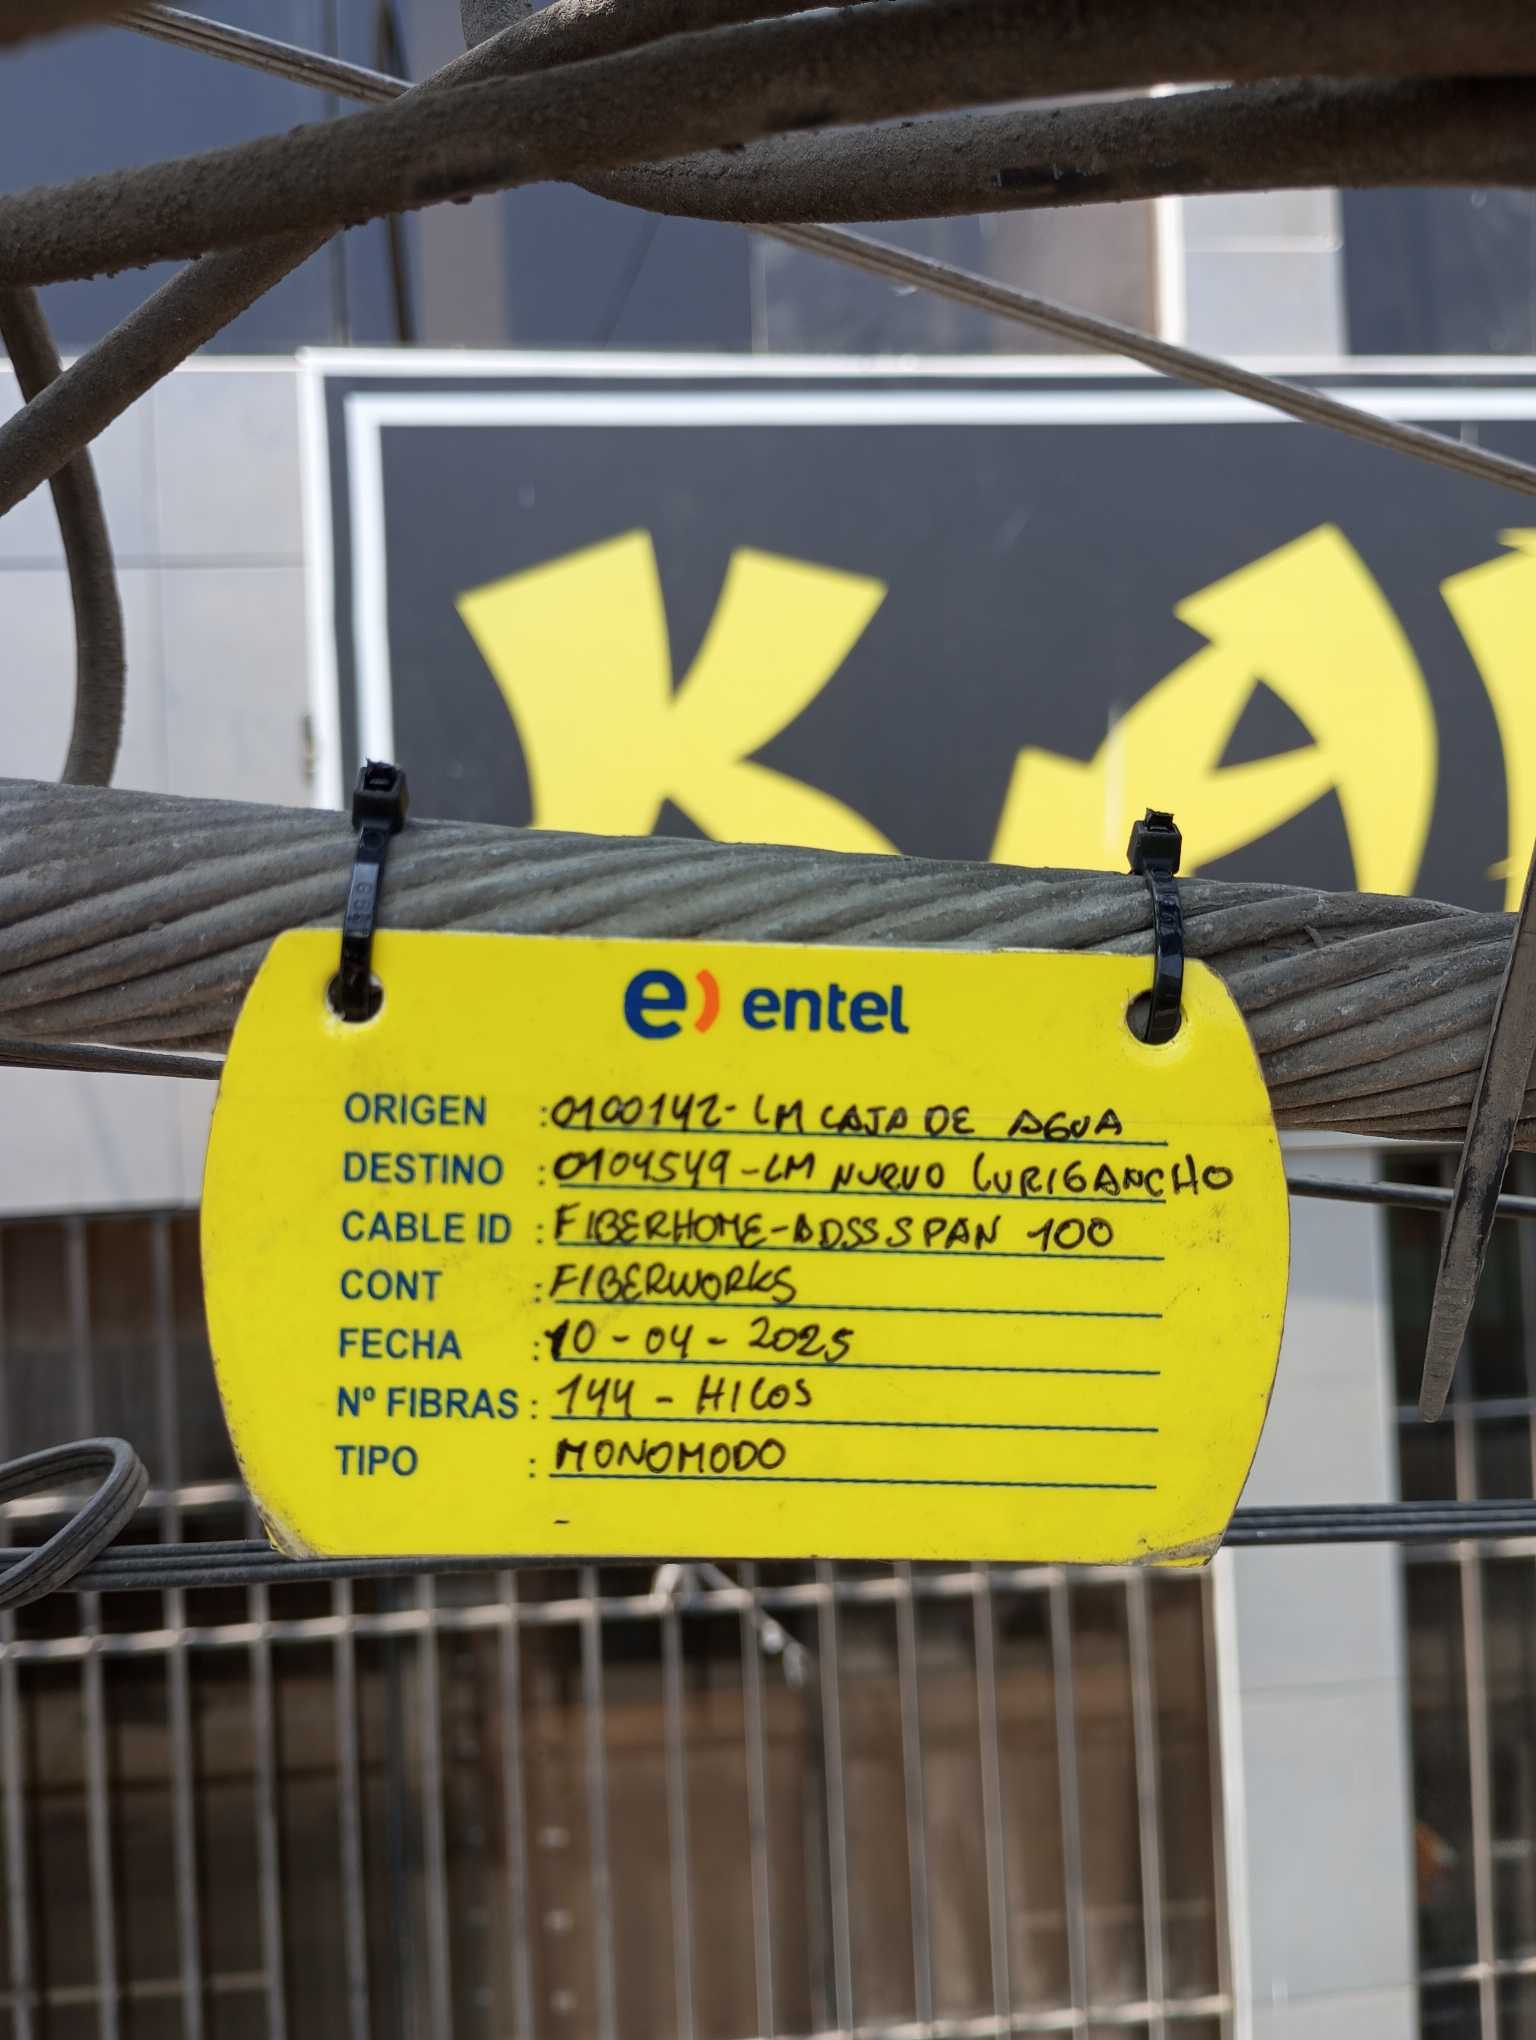 KA
e) entel
ORIGEN : 0100142- LM CAJA DE AGUA
DESTINO : 0104549-LM NUEVO LURIGANCHO
CABLE ID : FIBERHOME-ADSS SPAN 100
CONT : FIBERWORKS
FECHA : 10-04-2025
Nº FIBRAS : 144 - HILOS
TIPO : MONOMODO
-